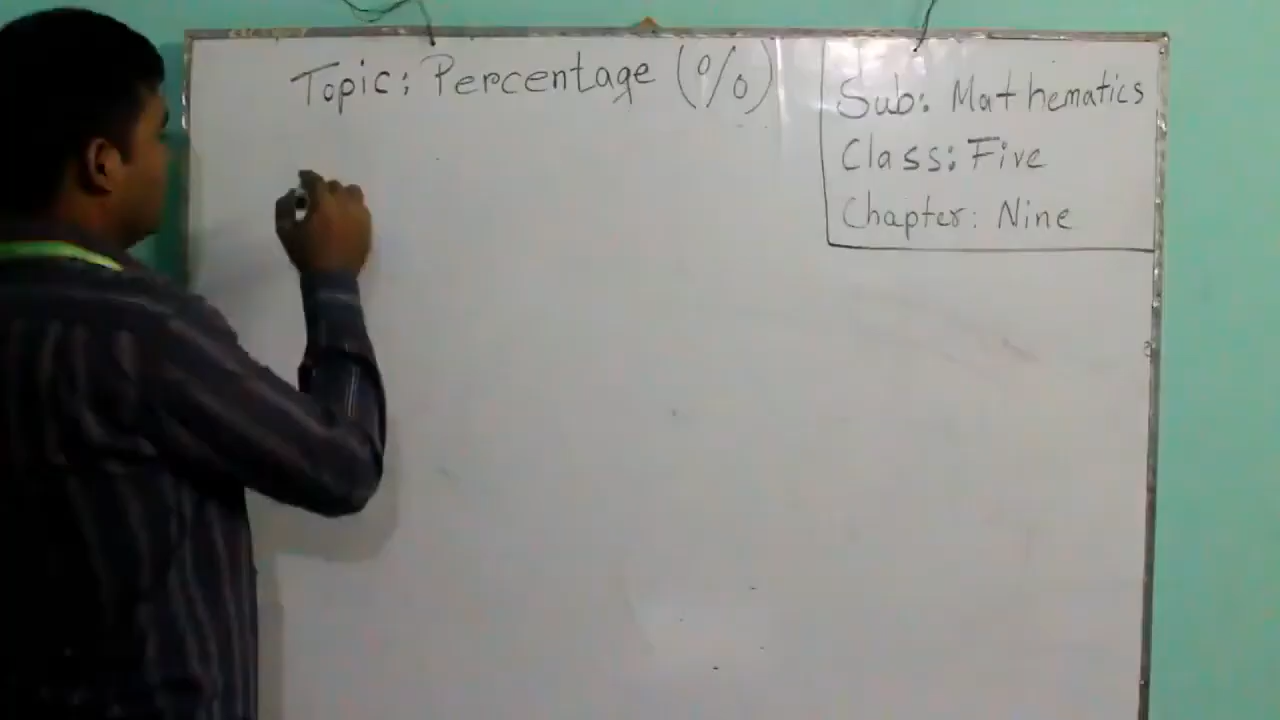 Topic: Percentage (%)
Sub: Mathematics
Class: Five
Chapter: Nine